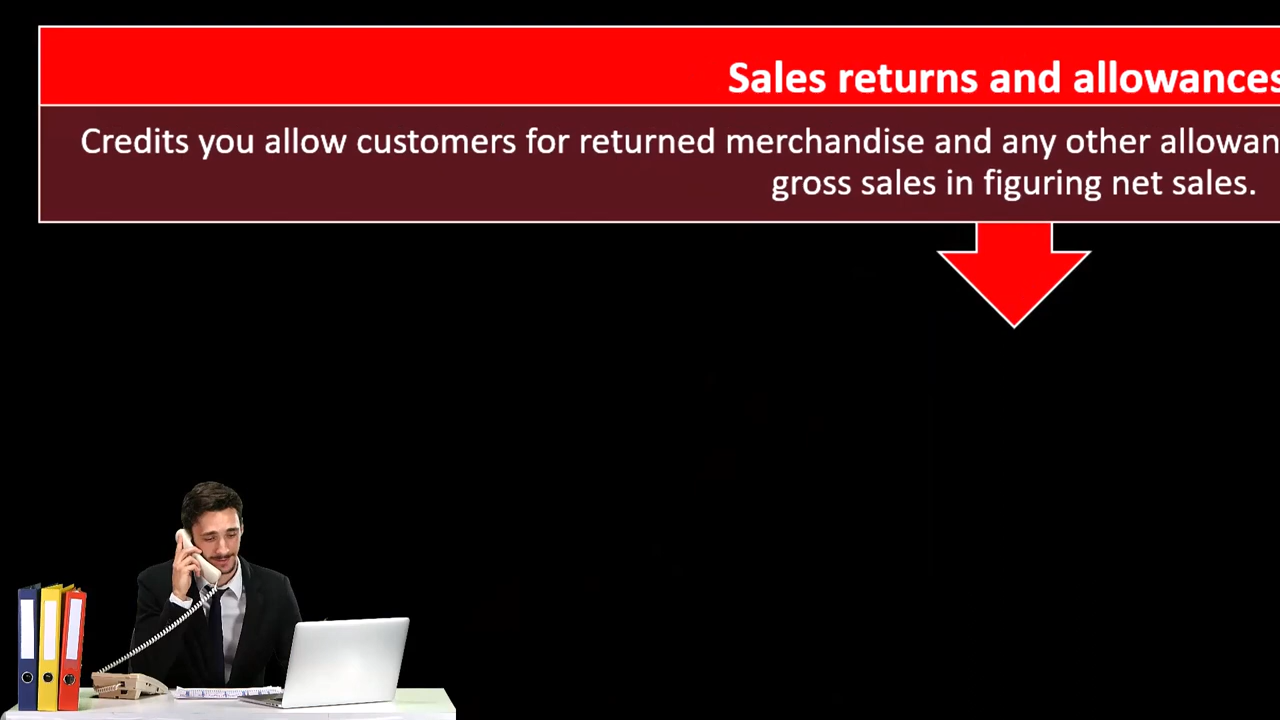 Sales returns and allowances
Credits you allow customers for returned merchandise and any other
gross sales in figuring net sales.